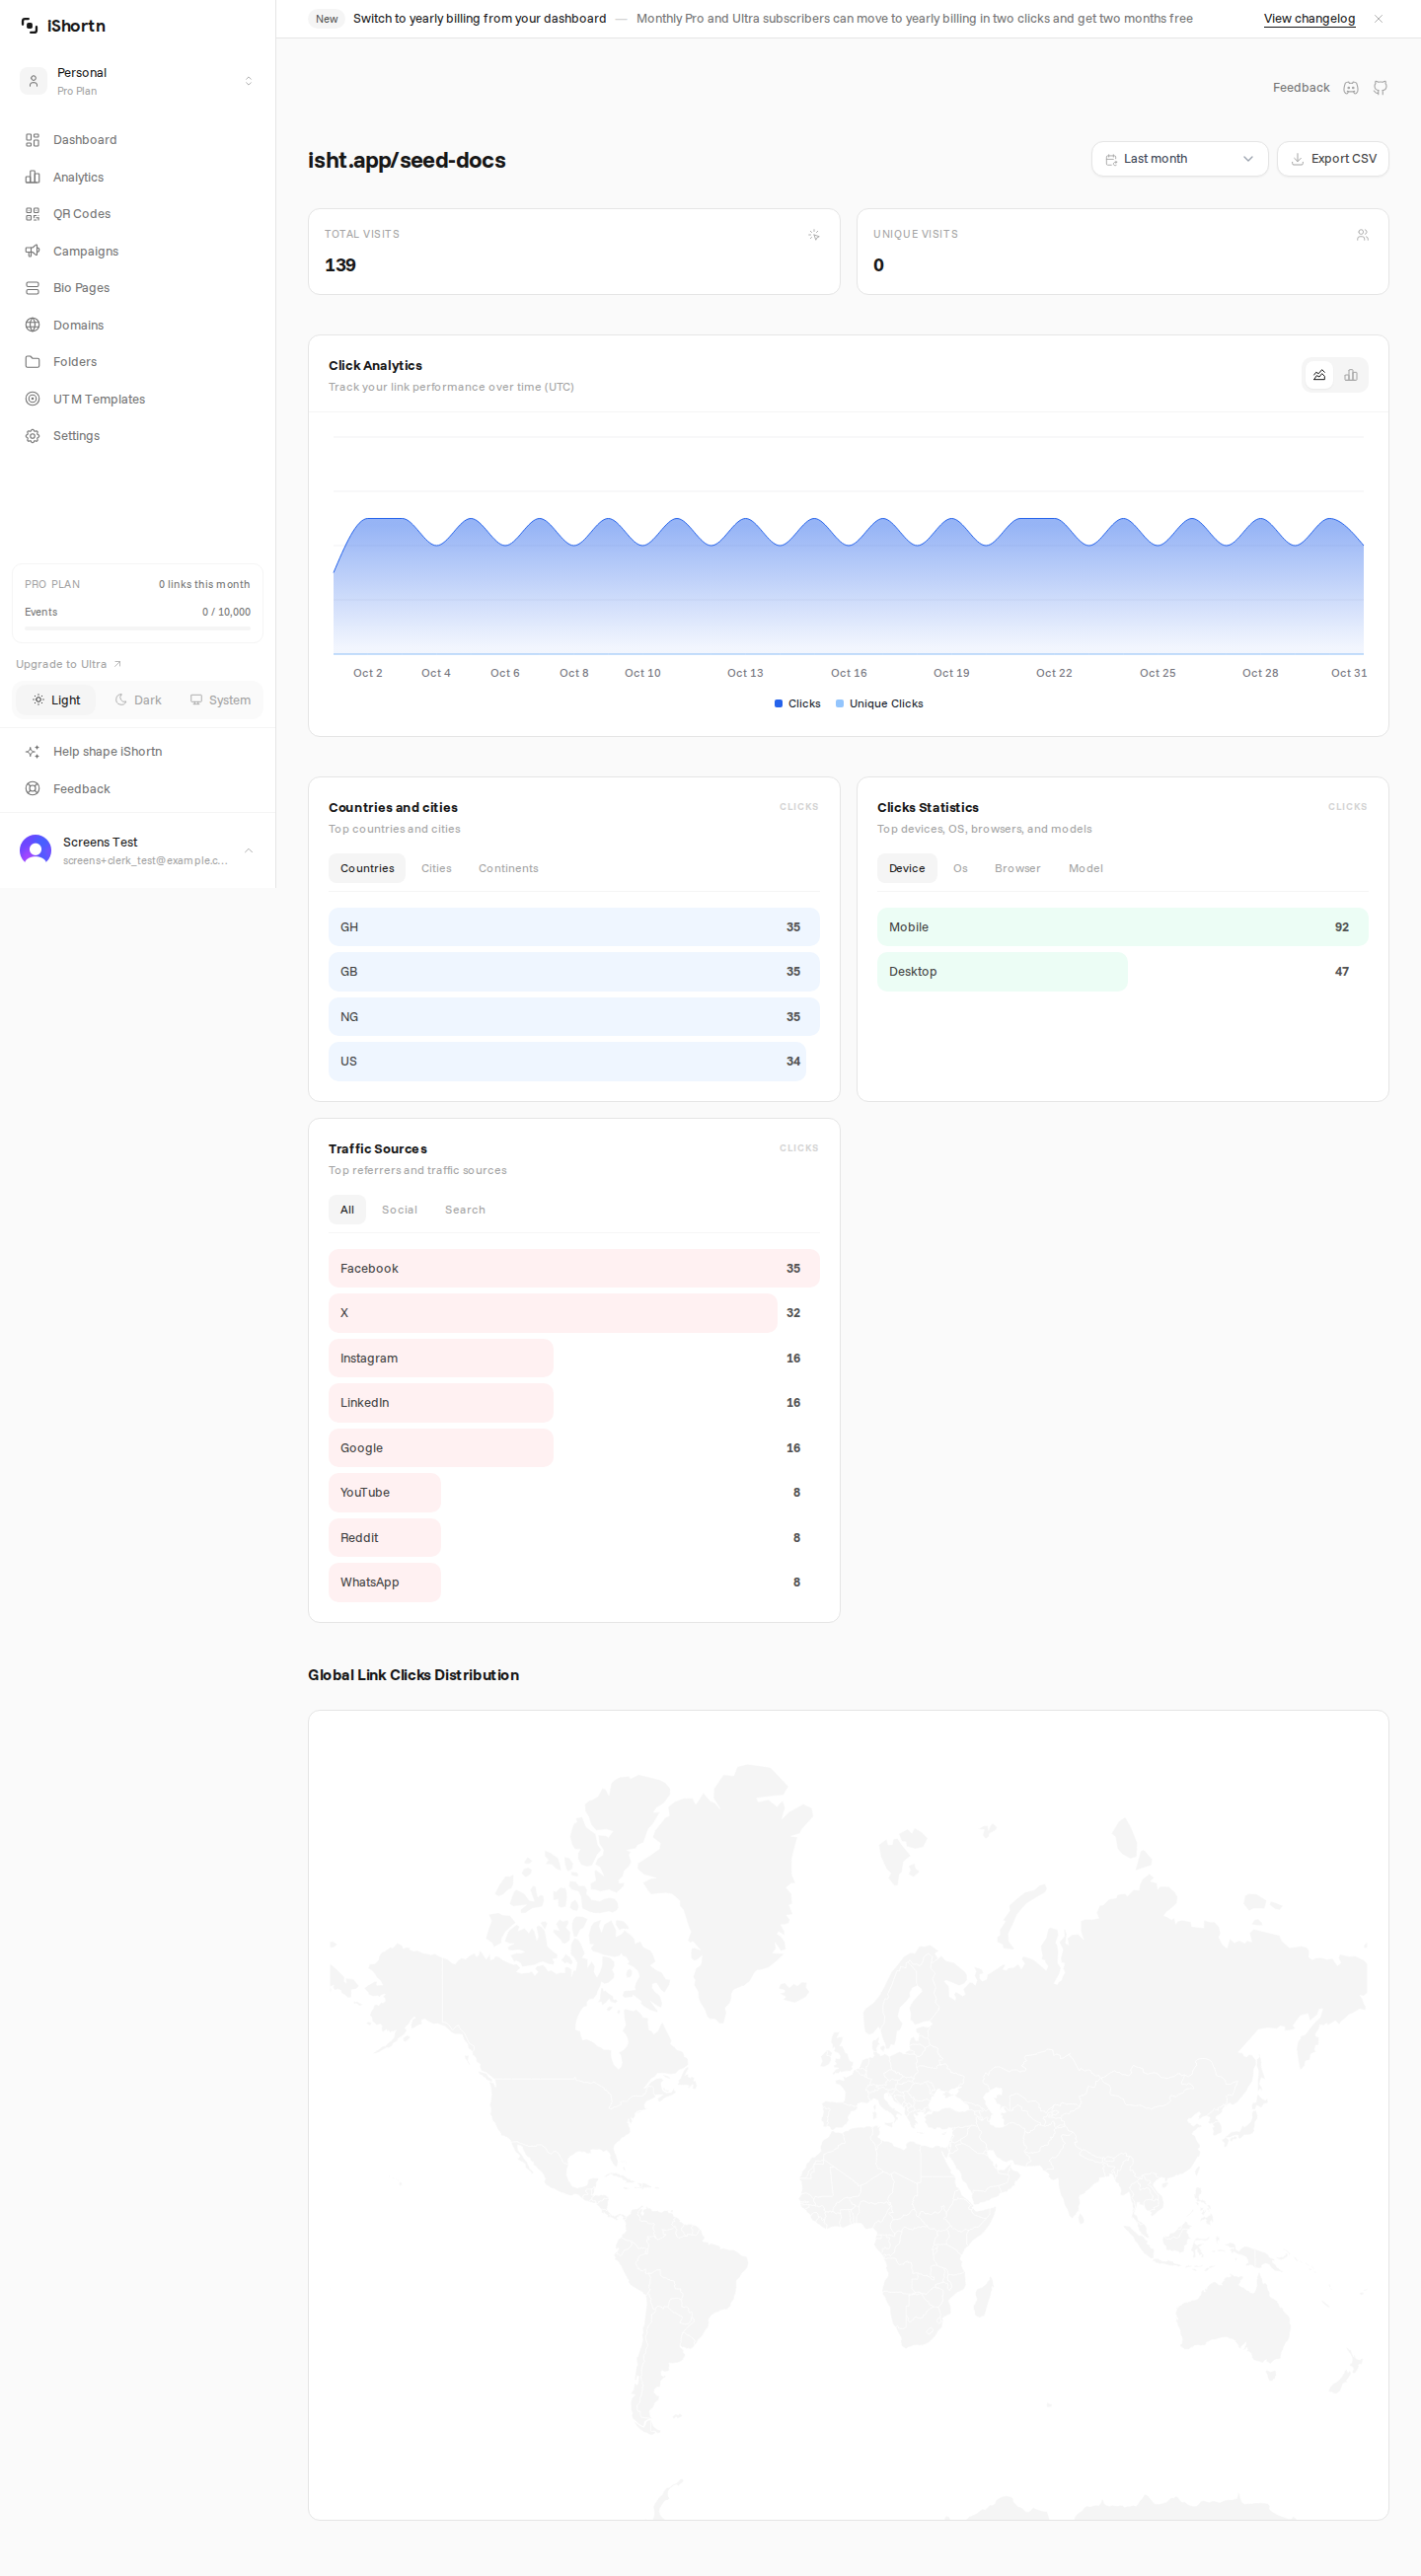 iShortn
New Switch to yearly billing from your dashboard — Monthly Pro and Ultra subscribers can move to yearly billing in two clicks and get two months free View changelog
Personal
Pro Plan
Feedback
Dashboard
Analytics
QR Codes
Campaigns
Bio Pages
Domains
Folders
UTM Templates
Settings
PRO PLAN 0 links this month
Events 0 / 10,000
Upgrade to Ultra
Light Dark System
Help shape iShortn
Feedback
Screens Test
screens+clerk_test@example.c...
isht.app/seed-docs
Last month Export CSV
TOTAL VISITS
139
UNIQUE VISITS
0
Click Analytics
Track your link performance over time (UTC)
Oct 2 Oct 4 Oct 6 Oct 8 Oct 10 Oct 13 Oct 16 Oct 19 Oct 22 Oct 25 Oct 28 Oct 31
Clicks Unique Clicks
Countries and cities CLICKS
Top countries and cities
Countries Cities Continents
GH 35
GB 35
NG 35
US 34
Clicks Statistics CLICKS
Top devices, OS, browsers, and models
Device Os Browser Model
Mobile 92
Desktop 47
Traffic Sources CLICKS
Top referrers and traffic sources
All Social Search
Facebook 35
X 32
Instagram 16
LinkedIn 16
Google 16
YouTube 8
Reddit 8
WhatsApp 8
Global Link Clicks Distribution